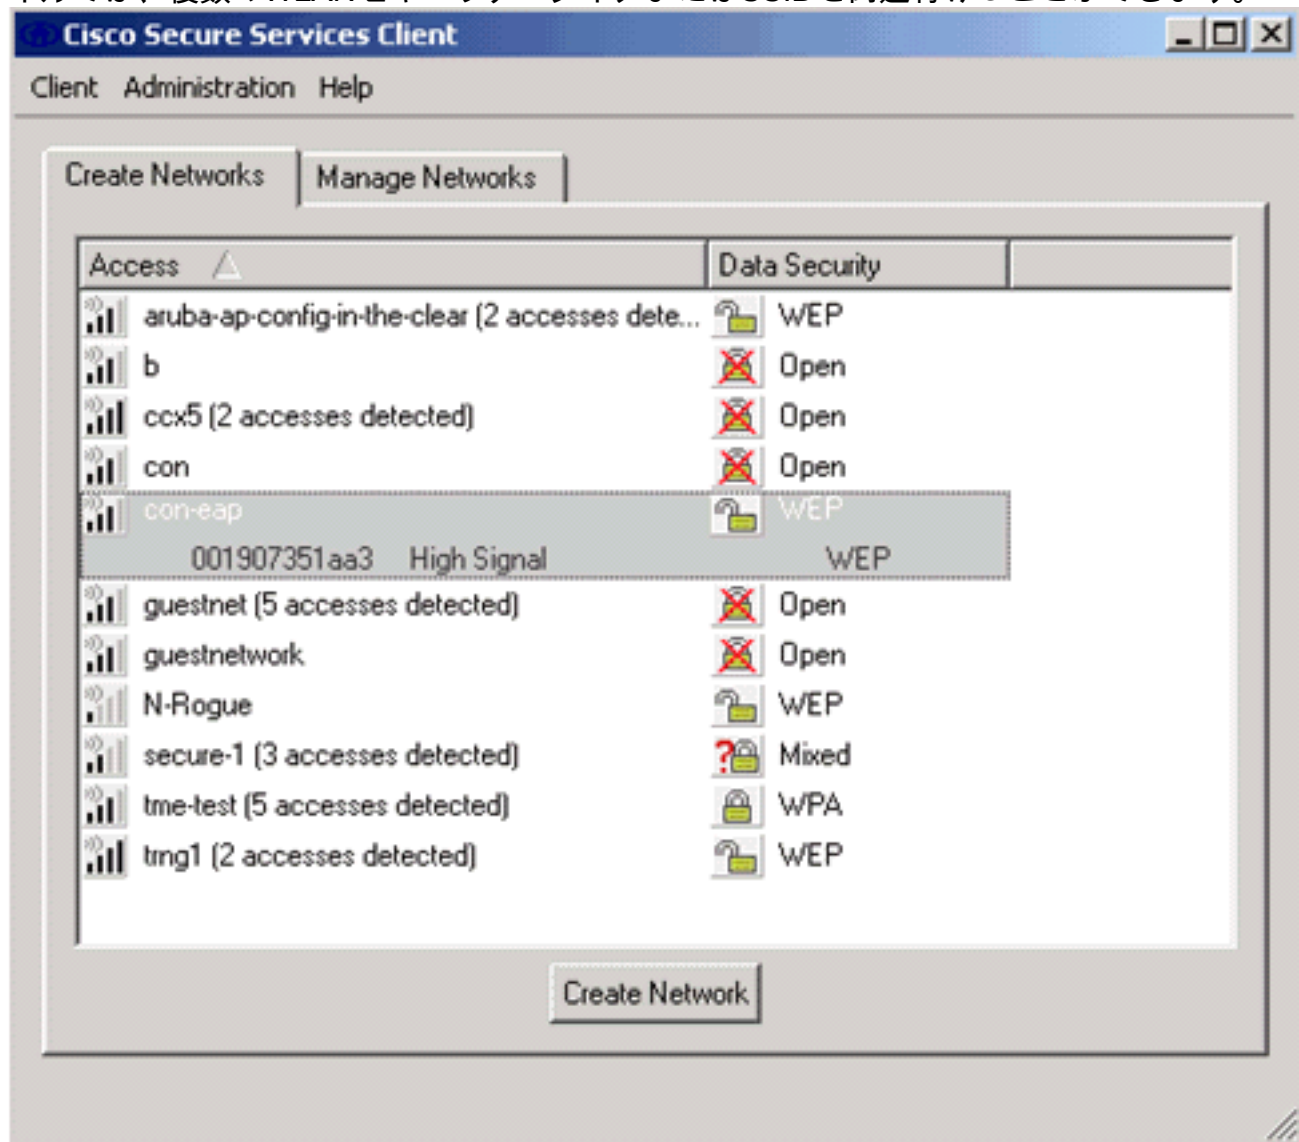 Cisco Secure Services Client
Client Administration Help
Create Networks Manage Networks
Access Data Security
aruba-ap-config-in-the-clear (2 accesses dete... WEP
b Open
ccx5 (2 accesses detected) Open
con Open
con-eap WEP
001907351aa3 High Signal WEP
guestnet (5 accesses detected) Open
guestnetwork Open
N-Rogue WEP
secure-1 (3 accesses detected) Mixed
tme-test (5 accesses detected) WPA
trng1 (2 accesses detected) WEP
Create Network